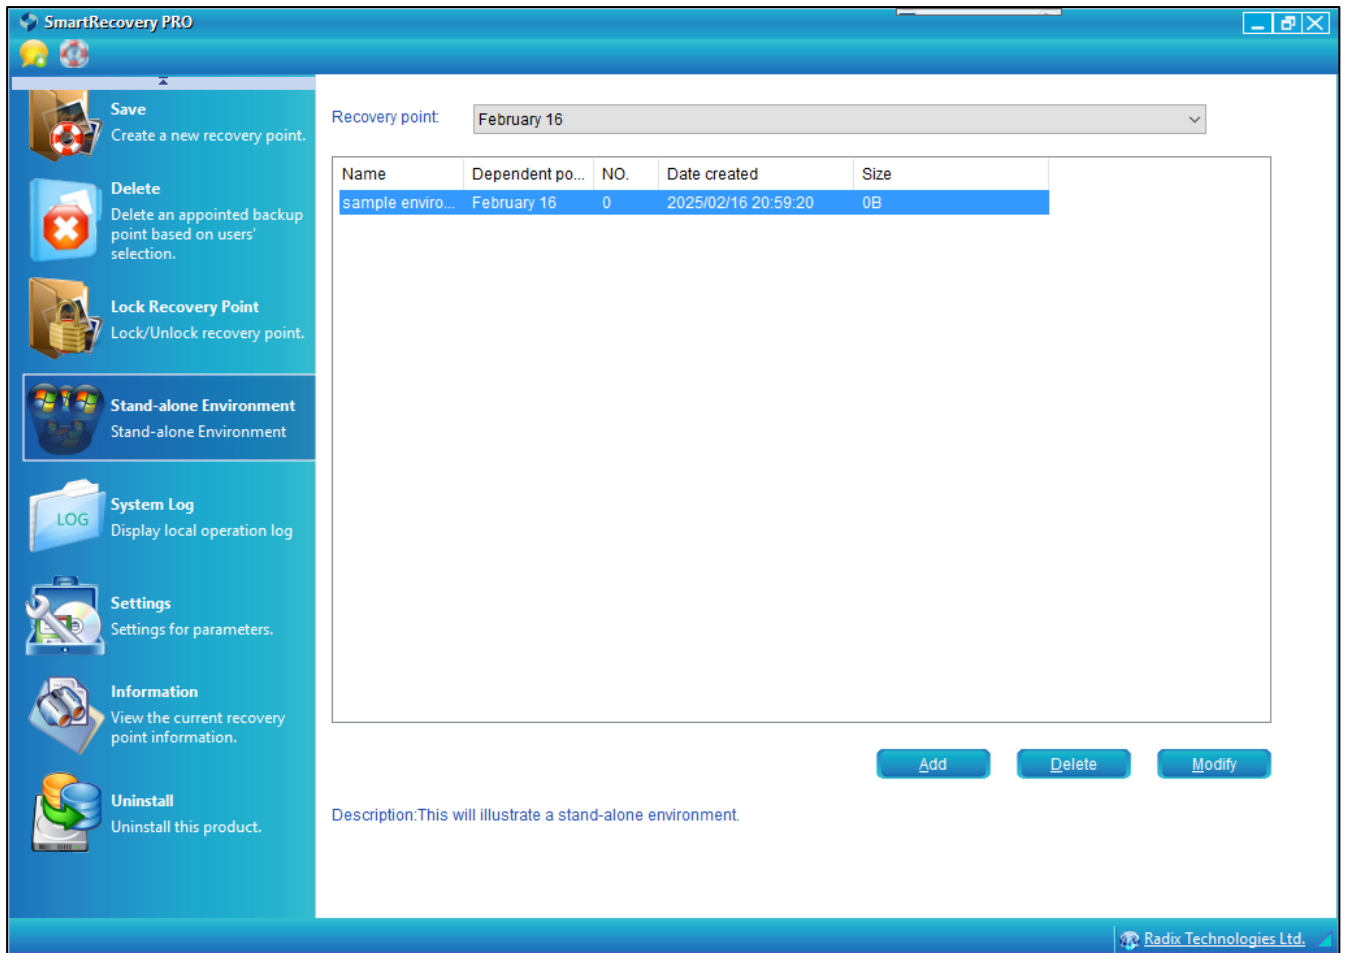 SmartRecovery PRO
Save
Create a new recovery point.
Delete
Delete an appointed backup
point based on users'
selection.
Lock Recovery Point
Lock/Unlock recovery point.
Stand-alone Environment
Stand-alone Environment
LOG
System Log
Display local operation log
Settings
Settings for parameters.
Information
View the current recovery
point information.
Uninstall
Uninstall this product.
Recovery point: February 16
Name Dependent po... NO. Date created Size
sample enviro... February 16 0 2025/02/16 20:59:20 0B
Add Delete Modify
Description:This will illustrate a stand-alone environment.
Radix Technologies Ltd.